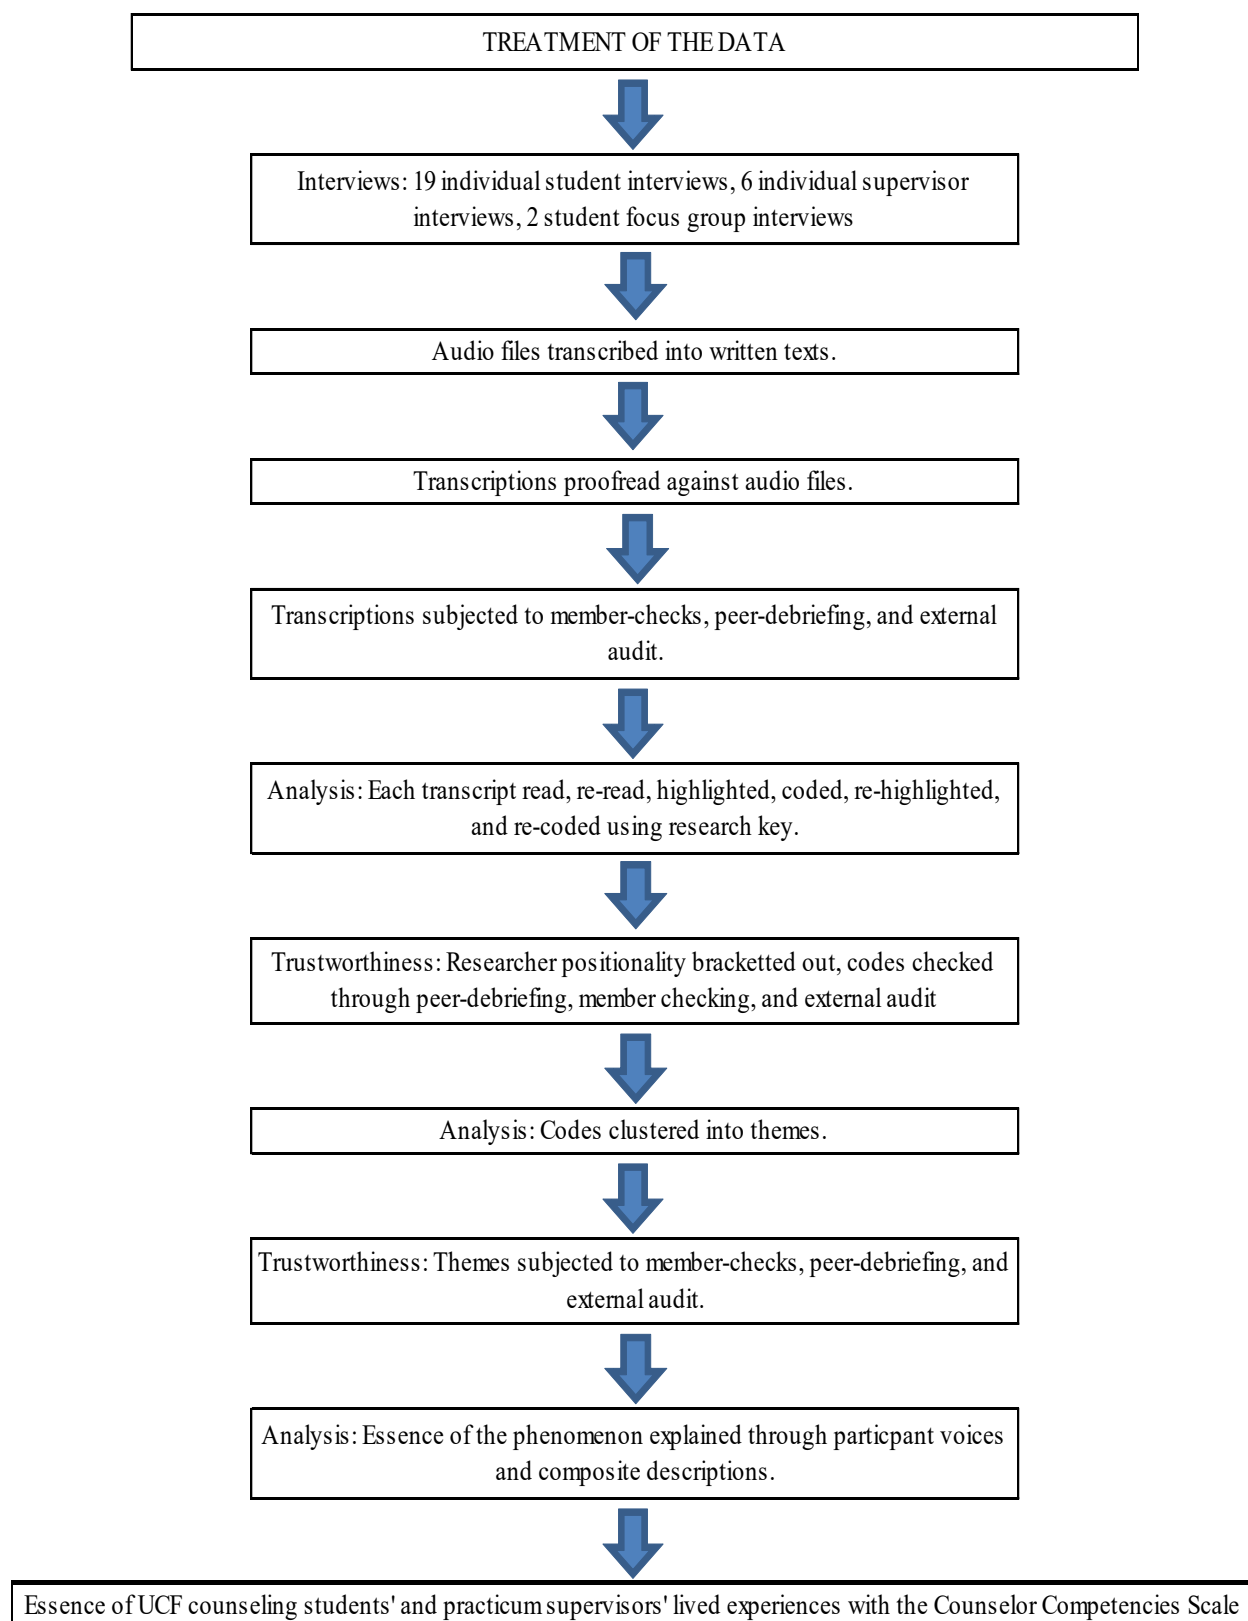 TREATMENT OF THE DATA
Interviews: 19 individual student interviews, 6 individual supervisor
interviews, 2 student focus group interviews
Audio files transcribed into written texts.
Transcriptions proofread against audio files.
Transcriptions subjected to member-checks, peer-debriefing, and external
audit.
Analysis: Each transcript read, re-read, highlighted, coded, re-highlighted,
and re-coded using research key.
Trustworthiness: Researcher positionality bracketted out, codes checked
through peer-debriefing, member checking, and external audit
Analysis: Codes clustered into themes.
Trustworthiness: Themes subjected to member-checks, peer-debriefing, and
external audit.
Analysis: Essence of the phenomenon explained through particpant voices
and composite descriptions.
Essence of UCF counseling students' and practicum supervisors' lived experiences with the Counselor Competencies Scale